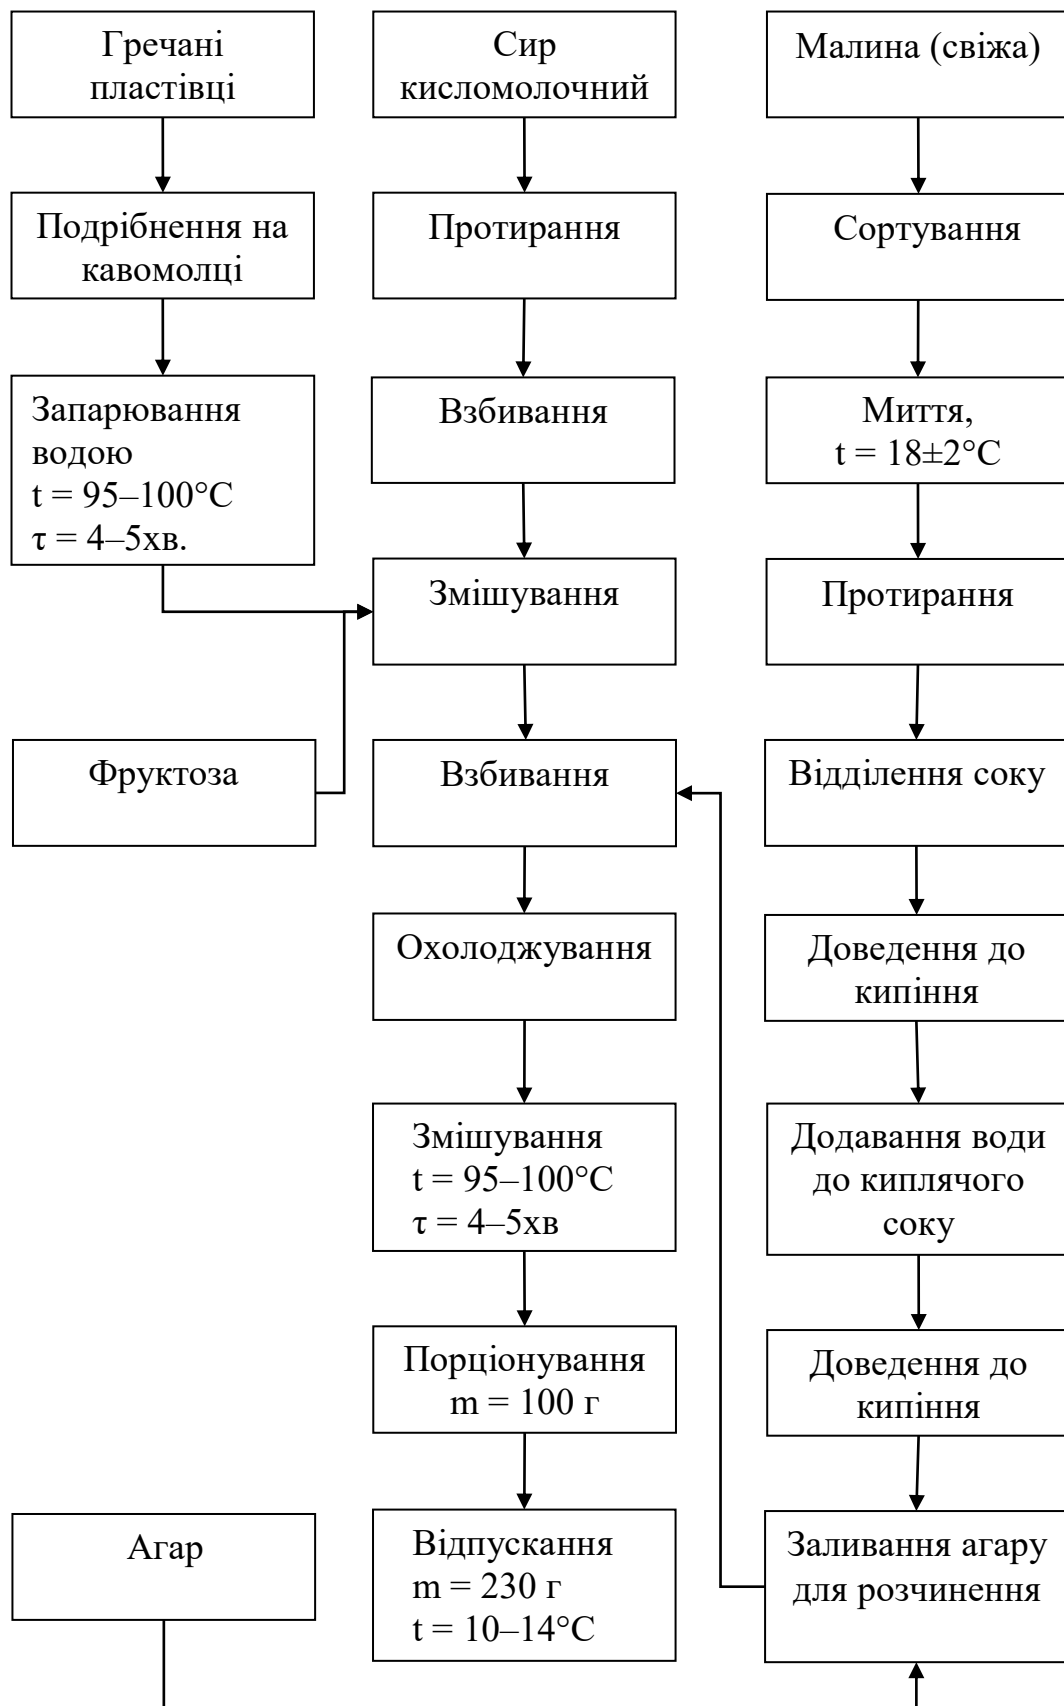 Гречані
пластівці
Подрібнення на
кавомолці
Запарювання
водою
t = 95–100°C
τ = 4–5хв.
Фруктоза
Агар
Сир
кисломолочний
Протирання
Взбивання
Змішування
Взбивання
Охолоджування
Змішування
t = 95–100°C
τ = 4–5хв
Порціонування
m = 100 г
Відпускання
m = 230 г
t = 10–14°C
Малина (свіжа)
Сортування
Миття,
t = 18±2°C
Протирання
Відділення соку
Доведення до
кипіння
Додавання води
до киплячого
соку
Доведення до
кипіння
Заливання агару
для розчинення